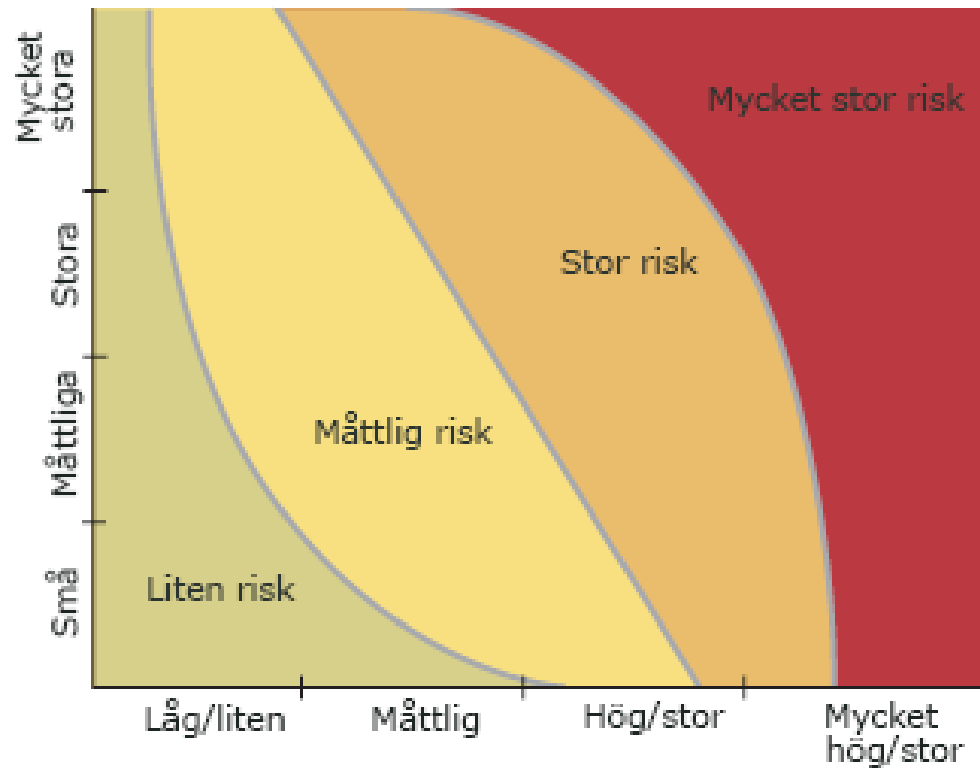 Mycket
stora
Stora
Måttliga
Små
Mycket stor risk
Stor risk
Måttlig risk
Liten risk
Låg/liten
Måttlig
Hög/stor
Mycket
hög/stor